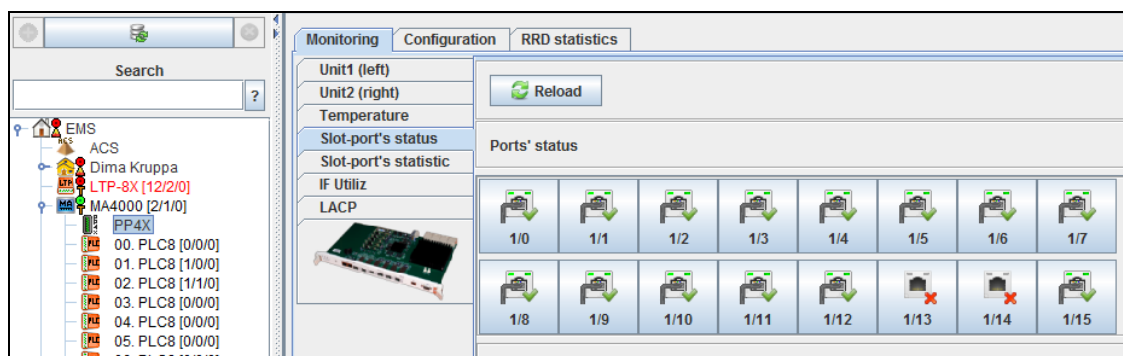 Search
?
EMS
ACS
Dima Kruppa
LTP-8X [12/2/0]
MA4000 [2/1/0]
PP4X
00. PLC8 [0/0/0]
01. PLC8 [1/0/0]
02. PLC8 [1/1/0]
03. PLC8 [0/0/0]
04. PLC8 [0/0/0]
05. PLC8 [0/0/0]
Monitoring Configuration RRD statistics
Unit1 (left)
Unit2 (right)
Temperature
Slot-port's status
Slot-port's statistic
IF Utiliz
LACP
Reload
Ports' status
1/0 1/1 1/2 1/3 1/4 1/5 1/6 1/7
1/8 1/9 1/10 1/11 1/12 1/13 1/14 1/15